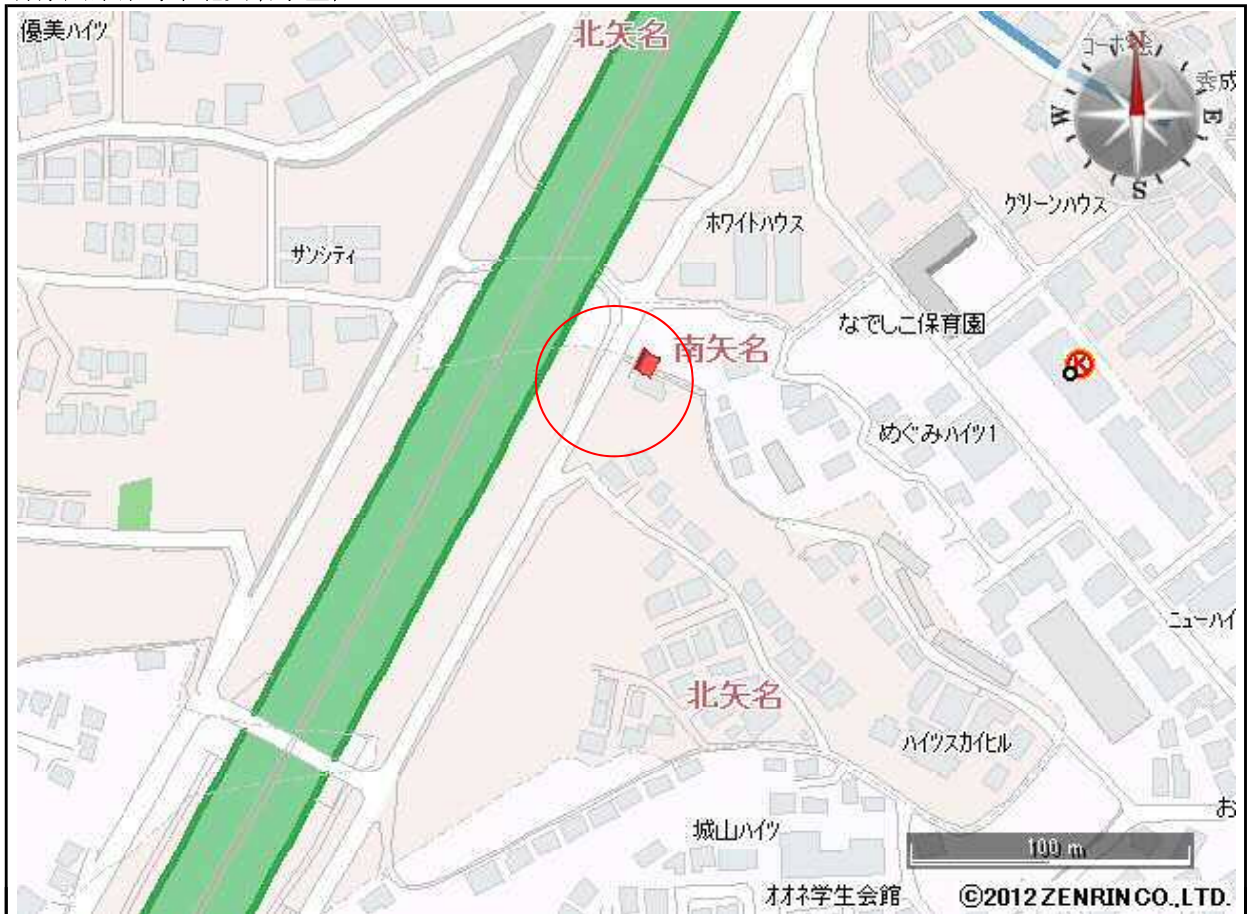 優美ハイツ
北矢名
N
秀成
W
E
S
グリーンハウス
ホワイトハウス
サンシティ
なでしこ保育園
南矢名
めぐみハイツ1
ニューハイ
北矢名
ハイツスカイヒル
お
城山ハイツ
100 m
オオネ学生会館
©2012 ZENRIN CO., LTD.